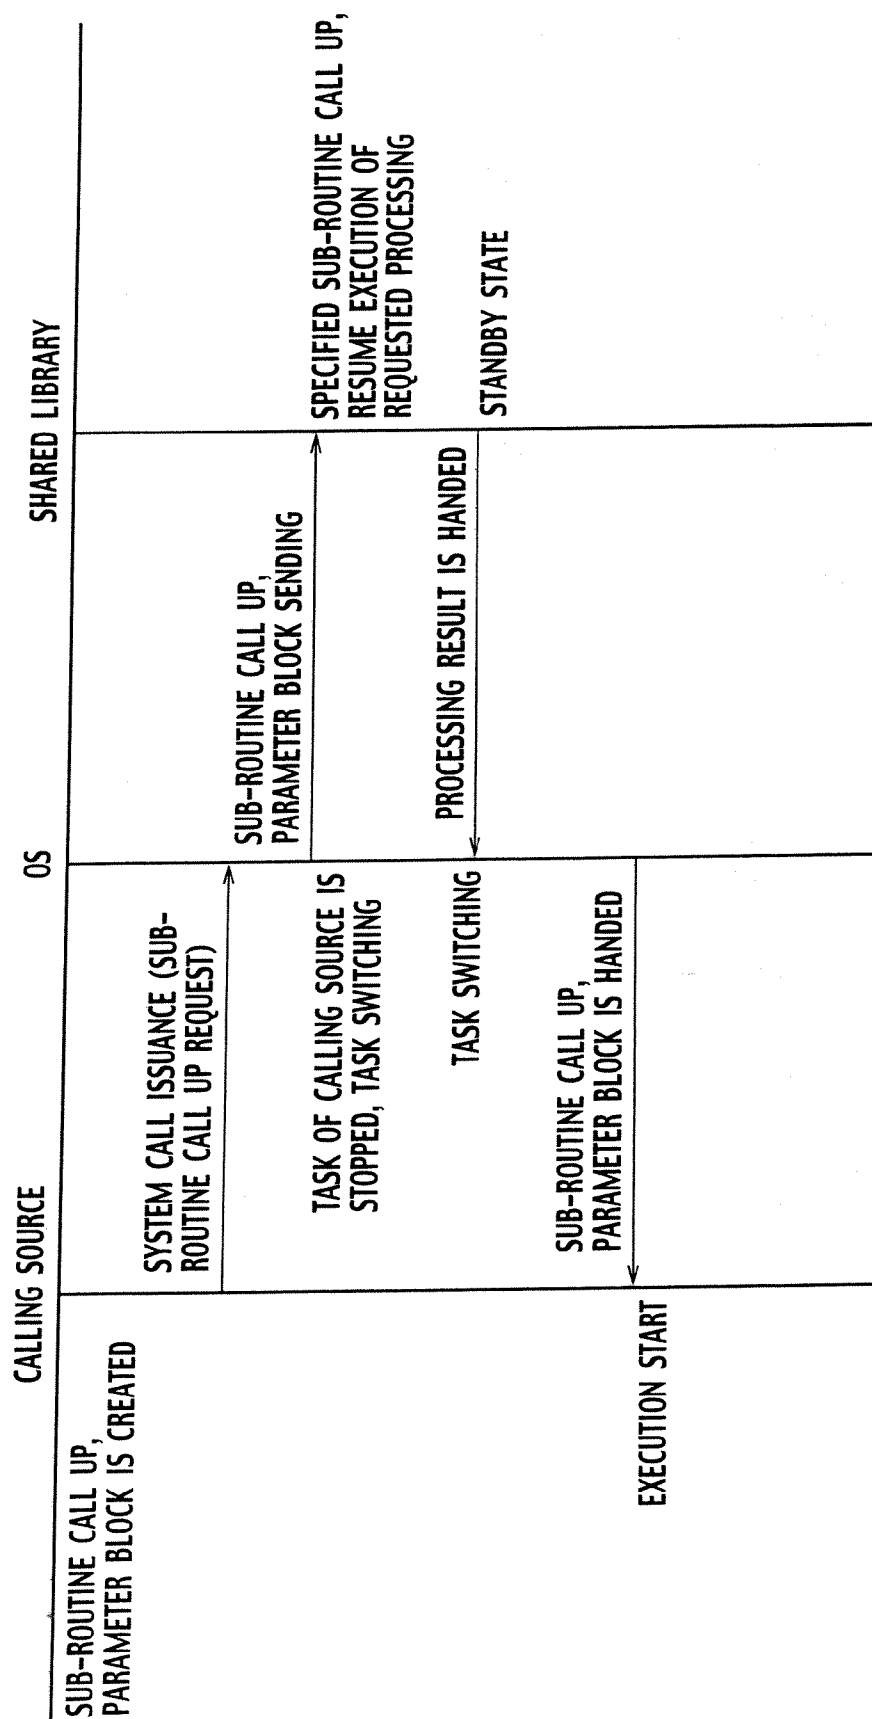 CALLING SOURCE
OS
SHARED LIBRARY
SUB-ROUTINE CALL UP,
PARAMETER BLOCK IS CREATED
SYSTEM CALL ISSUANCE (SUB-
ROUTINE CALL UP REQUEST)
SUB-ROUTINE CALL UP,
PARAMETER BLOCK SENDING
TASK OF CALLING SOURCE IS
STOPPED, TASK SWITCHING
SPECIFIED SUB-ROUTINE CALL UP,
RESUME EXECUTION OF
REQUESTED PROCESSING
PROCESSING RESULT IS HANDED
TASK SWITCHING
STANDBY STATE
SUB-ROUTINE CALL UP,
PARAMETER BLOCK IS HANDED
EXECUTION START